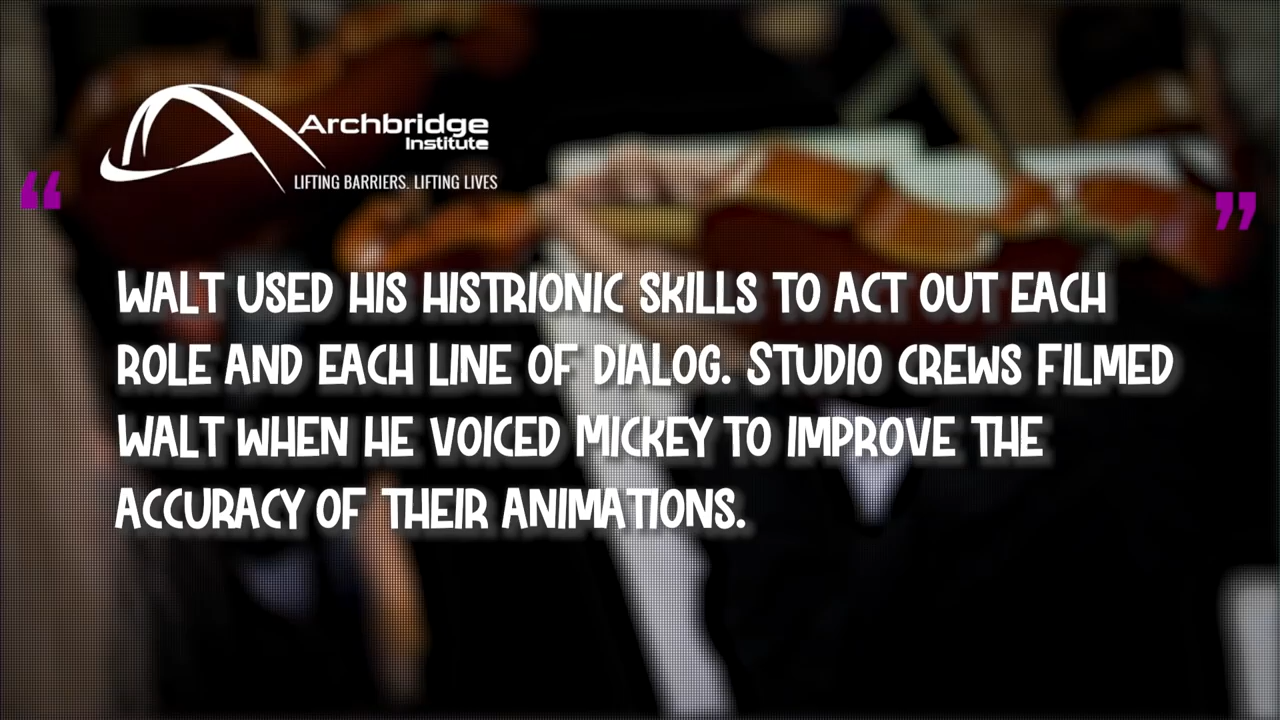 Archbridge
Institute
LIFTING BARRIERS. LIFTING LIVES
“ ”
WALT USED HIS HISTRIONIC SKILLS TO ACT OUT EACH
ROLE AND EACH LINE OF DIALOG. STUDIO CREWS FILMED
WALT WHEN HE VOICED MICKEY TO IMPROVE THE
ACCURACY OF THEIR ANIMATIONS.